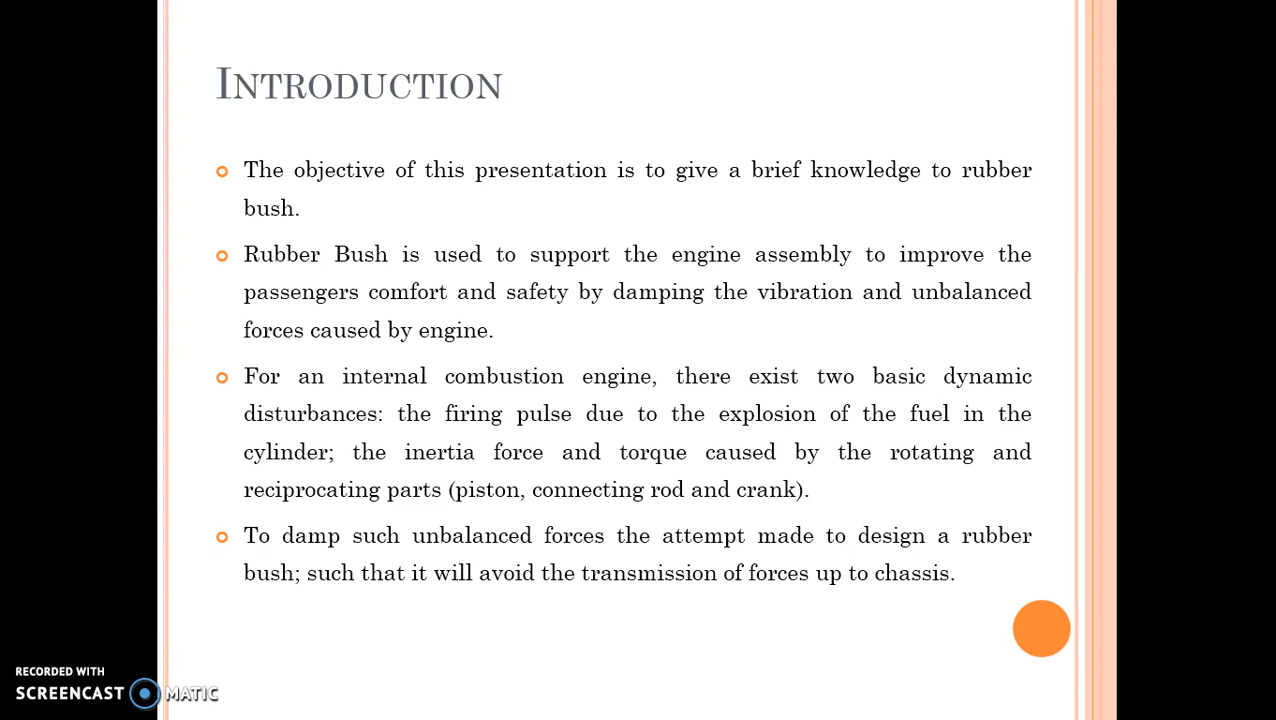 INTRODUCTION
The objective of this presentation is to give a brief knowledge to rubber
bush.
Rubber Bush is used to support the engine assembly to improve the
passengers comfort and safety by damping the vibration and unbalanced
forces caused by engine.
For an internal combustion engine, there exist two basic dynamic
disturbances: the firing pulse due to the explosion of the fuel in the
cylinder; the inertia force and torque caused by the rotating and
reciprocating parts (piston, connecting rod and crank).
To damp such unbalanced forces the attempt made to design a rubber
bush; such that it will avoid the transmission of forces up to chassis.
RECORDED WITH
SCREENCAST MATIC